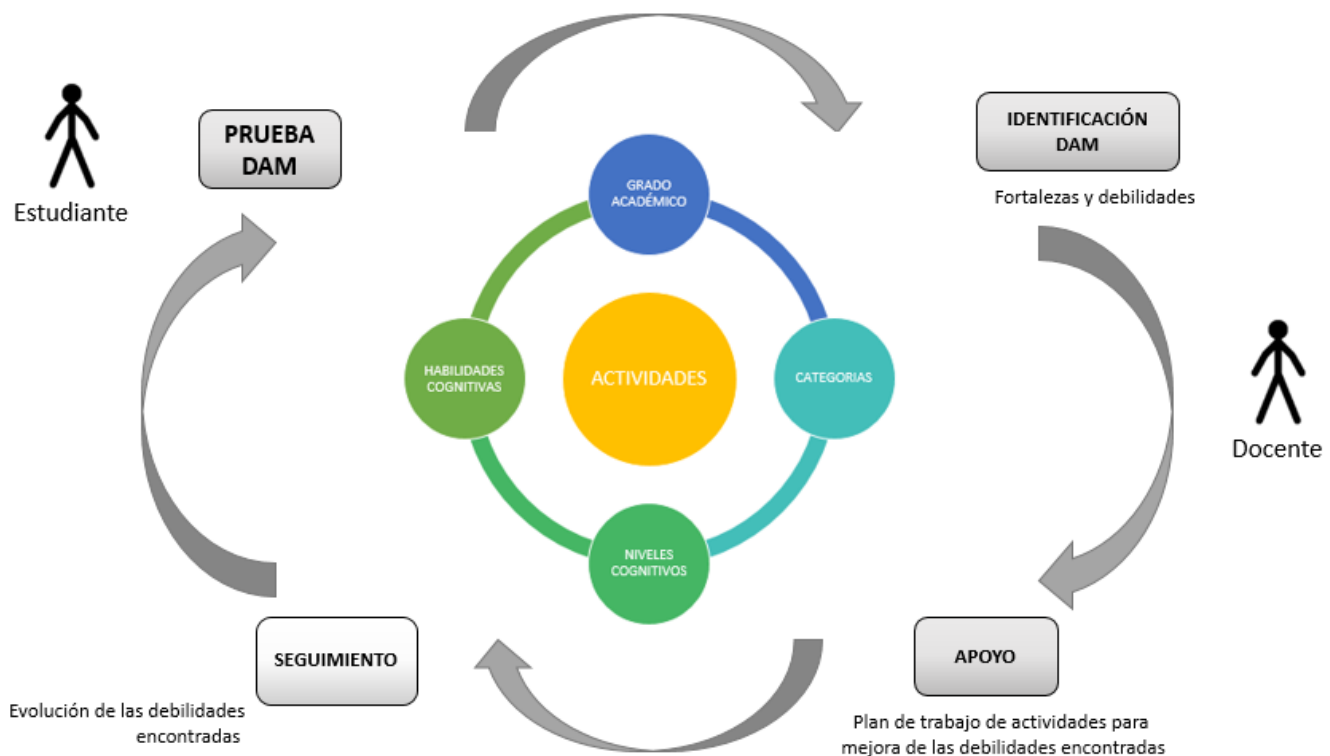 PRUEBA
DAM
Estudiante
IDENTIFICACIÓN
DAM
Fortalezas y debilidades
GRADO
ACADÉMICO
HABILIDADES
COGNITIVAS
ACTIVIDADES
CATEGORIAS
Docente
NIVELES
COGNITIVOS
SEGUIMIENTO
Evolución de las debilidades
encontradas
APOYO
Plan de trabajo de actividades para
mejora de las debilidades encontradas